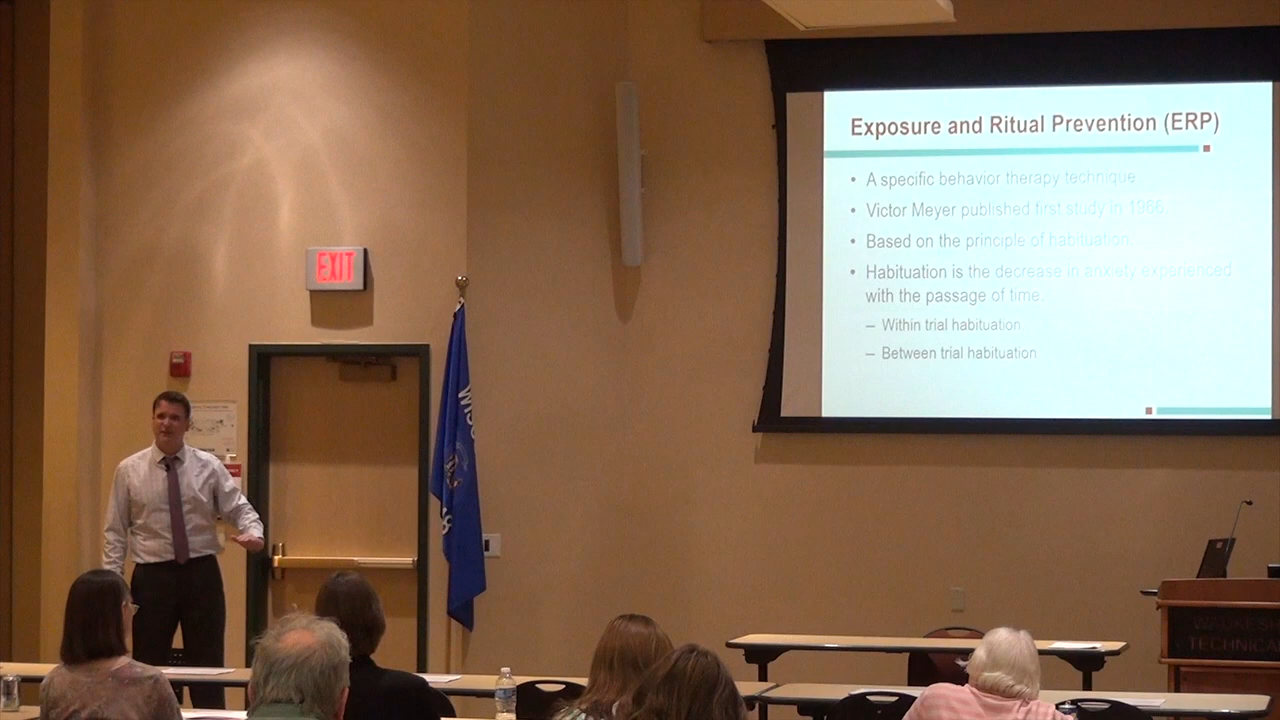 Exposure and Ritual Prevention (ERP)
• A specific behavior therapy technique
• Victor Meyer published first study in 1966.
• Based on the principle of habituation.
• Habituation is the decrease in anxiety experienced
with the passage of time.
– Within trial habituation
– Between trial habituation
EXIT
WISC
TECHNICAL